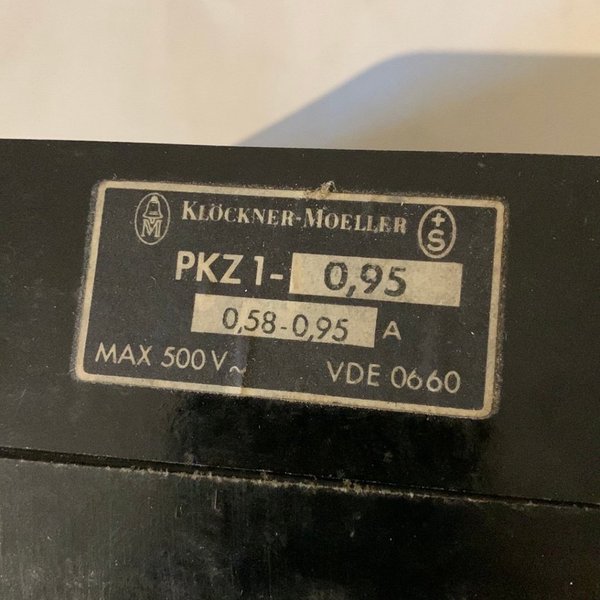 M KLÖCKNER-MOELLER +S
PKZ 1- 0,95
0,58-0,95 A
MAX 500 V~ VDE 0660